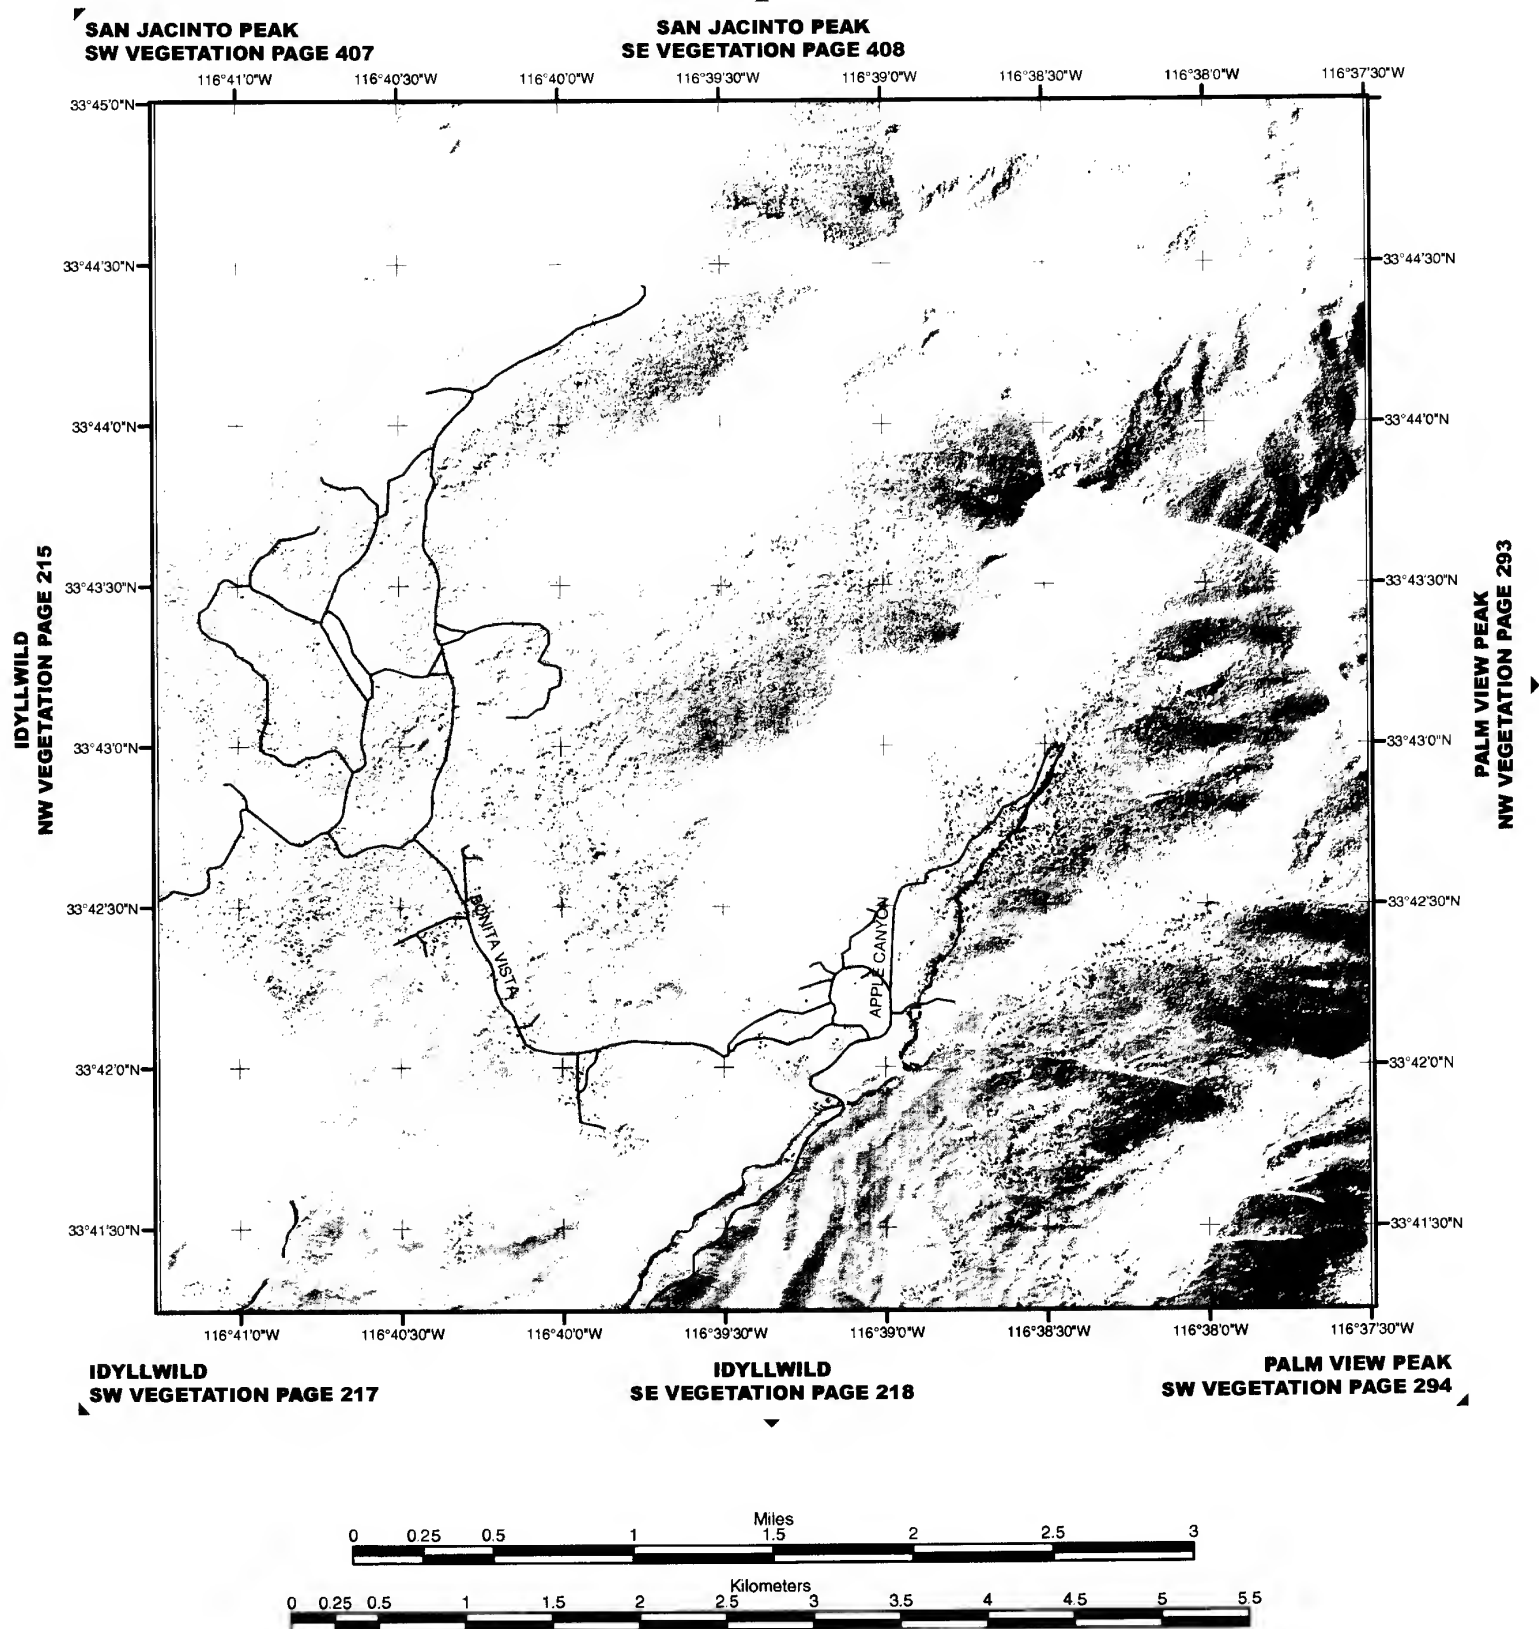 SAN JACINTO PEAK
SW VEGETATION PAGE 407
SAN JACINTO PEAK
SE VEGETATION PAGE 408
116°41'0"W 116°40'30"W 116°40'0"W 116°39'30"W 116°39'0"W 116°38'30"W 116°38'0"W 116°37'30"W
33°45'0"N
33°44'30"N 33°44'30"N
33°44'0"N 33°44'0"N
IDYLLWILD
NW VEGETATION PAGE 215
33°43'30"N 33°43'30"N
PALM VIEW PEAK
NW VEGETATION PAGE 293
33°43'0"N 33°43'0"N
33°42'30"N 33°42'30"N
BONITA VISTA
APPLE CANYON
33°42'0"N 33°42'0"N
33°41'30"N 33°41'30"N
116°41'0"W 116°40'30"W 116°40'0"W 116°39'30"W 116°39'0"W 116°38'30"W 116°38'0"W 116°37'30"W
IDYLLWILD
SW VEGETATION PAGE 217
IDYLLWILD
SE VEGETATION PAGE 218
PALM VIEW PEAK
SW VEGETATION PAGE 294
Miles
0 0.25 0.5 1 1.5 2 2.5 3
Kilometers
0 0.25 0.5 1 1.5 2 2.5 3 3.5 4 4.5 5 5.5